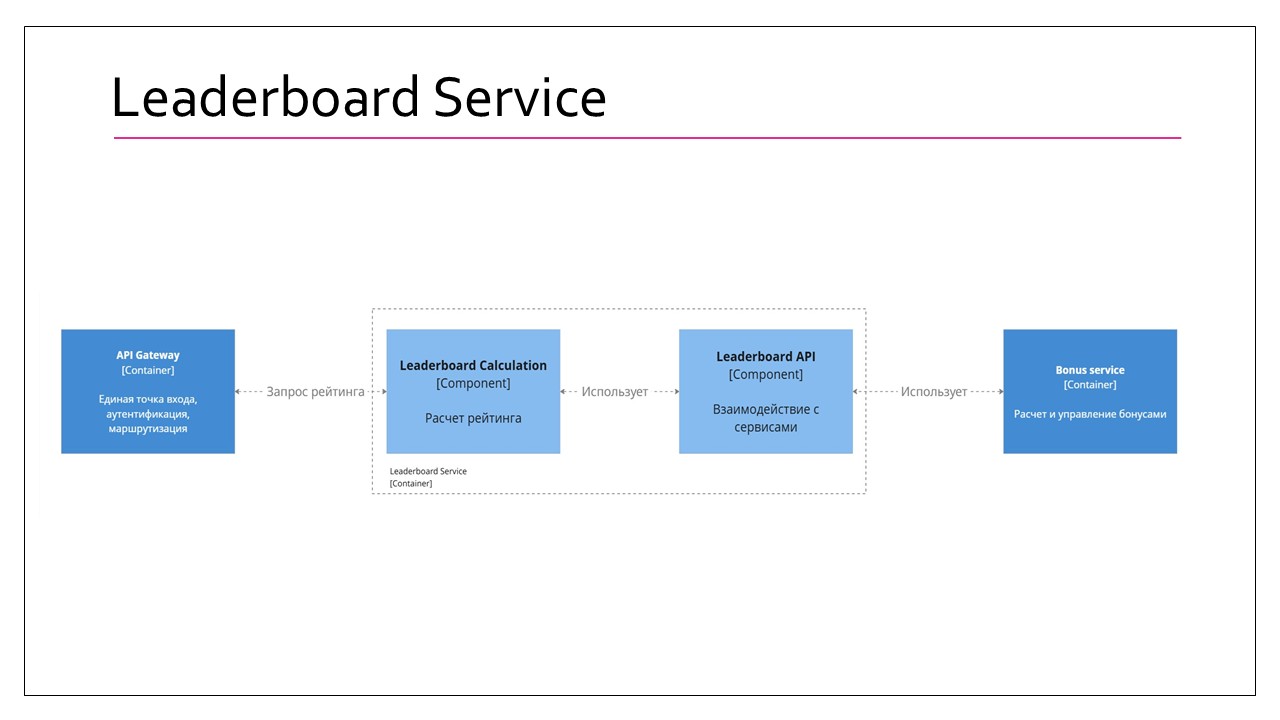 Leaderboard Service
API Gateway
[Container]
Единая точка входа,
аутентификация,
маршрутизация
Запрос рейтинга
Leaderboard Calculation
[Component]
Расчет рейтинга
Использует
Leaderboard API
[Component]
Взаимодействие с
сервисами
Использует
Bonus service
[Container]
Расчет и управление бонусами
Leaderboard Service
[Container]